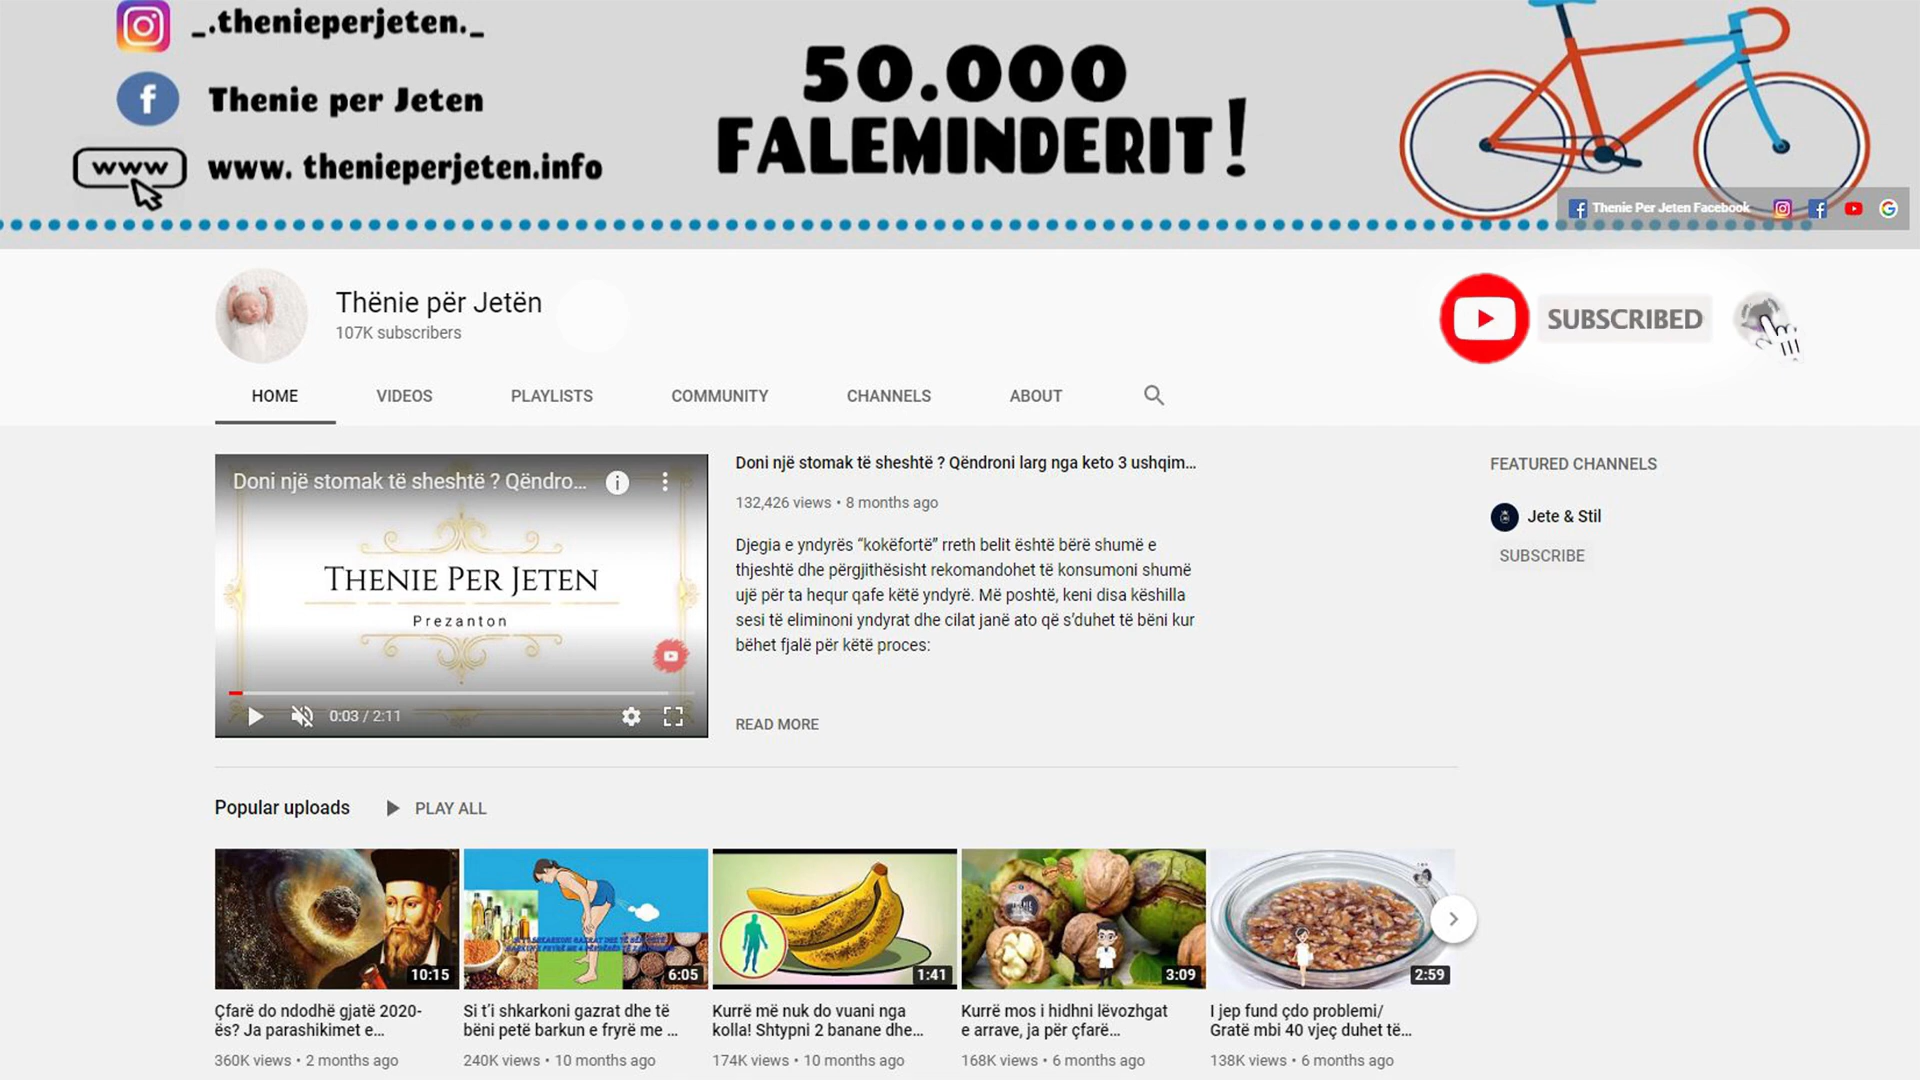 _.thenieperjeten._
Thenie per Jeten
www
www. thenieperjeten.info
50.000
FALEMINDERIT!
Thenie Per Jeten Facebook
Thënie për Jetën
107K subscribers
SUBSCRIBED
HOME
VIDEOS
PLAYLISTS
COMMUNITY
CHANNELS
ABOUT
Doni një stomak të sheshtë ? Qëndro...
THENIE PER JETEN
Prezanton
0:03 / 2:11
Doni një stomak të sheshtë ? Qëndroni larg nga keto 3 ushqim...
132,426 views • 8 months ago
Djegia e yndyrës “kokëfortë” rreth belit është bërë shumë e
thjeshtë dhe përgjithësisht rekomandohet të konsumoni shumë
ujë për ta hequr qafe këtë yndyrë. Më poshtë, keni disa këshilla
sesi të eliminoni yndyrat dhe cilat janë ato që s’duhet të bëni kur
bëhet fjalë për këtë proces:
READ MORE
FEATURED CHANNELS
Jete & Stil
SUBSCRIBE
Popular uploads
PLAY ALL
10:15
6:05
1:41
3:09
2:59
Çfarë do ndodhë gjatë 2020-
ës? Ja parashikimet e...
360K views • 2 months ago
Si t’i shkarkoni gazrat dhe të
bëni petë barkun e fryrë me ...
240K views • 10 months ago
Kurrë më nuk do vuani nga
kolla! Shtypni 2 banane dhe...
174K views • 10 months ago
Kurrë mos i hidhni lëvozhgat
e arrave, ja për çfarë...
168K views • 6 months ago
I jep fund çdo problemi/
Gratë mbi 40 vjeç duhet të...
138K views • 6 months ago